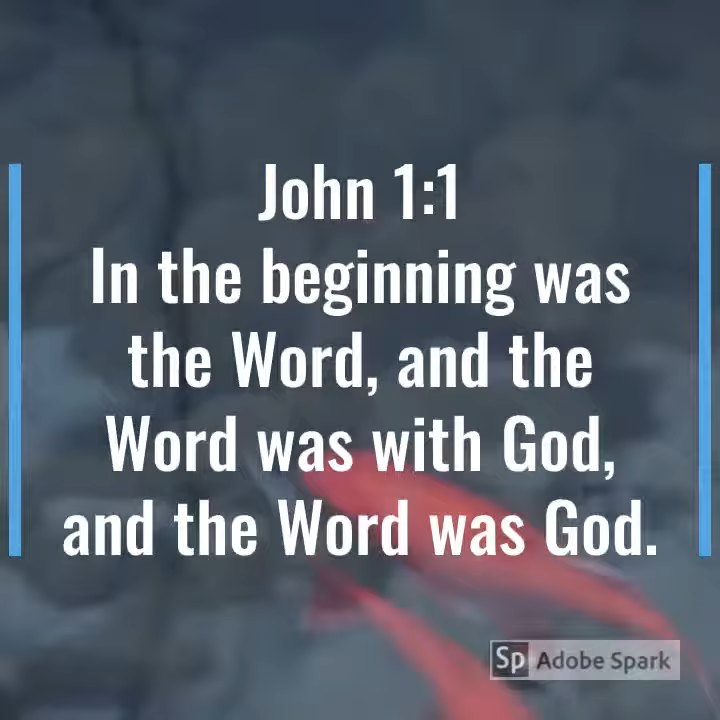 John 1:1
In the beginning was
the Word, and the
Word was with God,
and the Word was God.
Sp Adobe Spark